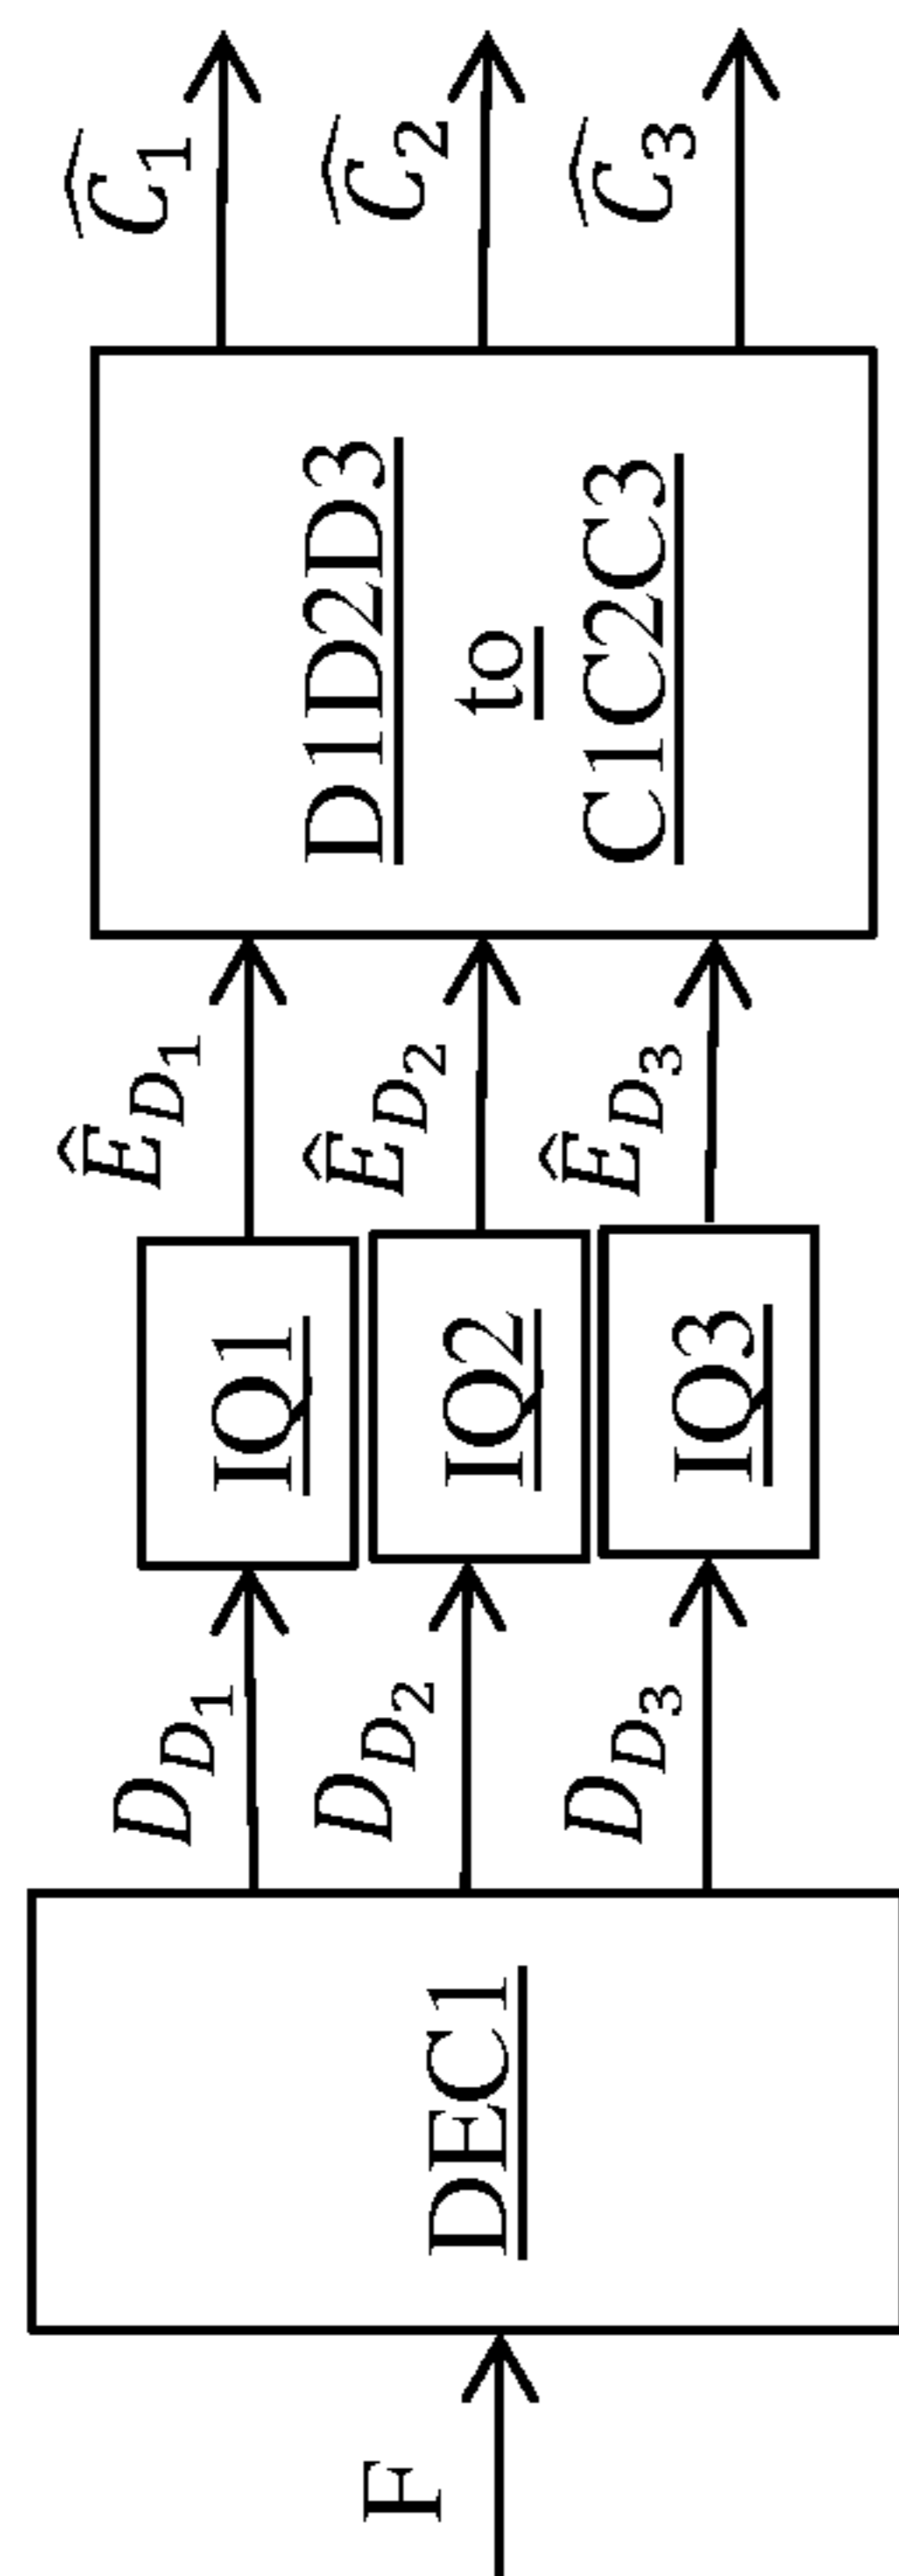 F
DEC1
D_{D_1}
D_{D_2}
D_{D_3}
IQ1
IQ2
IQ3
Ê_{D_1}
Ê_{D_2}
Ê_{D_3}
D1D2D3
to
C1C2C3
Ĉ_1
Ĉ_2
Ĉ_3